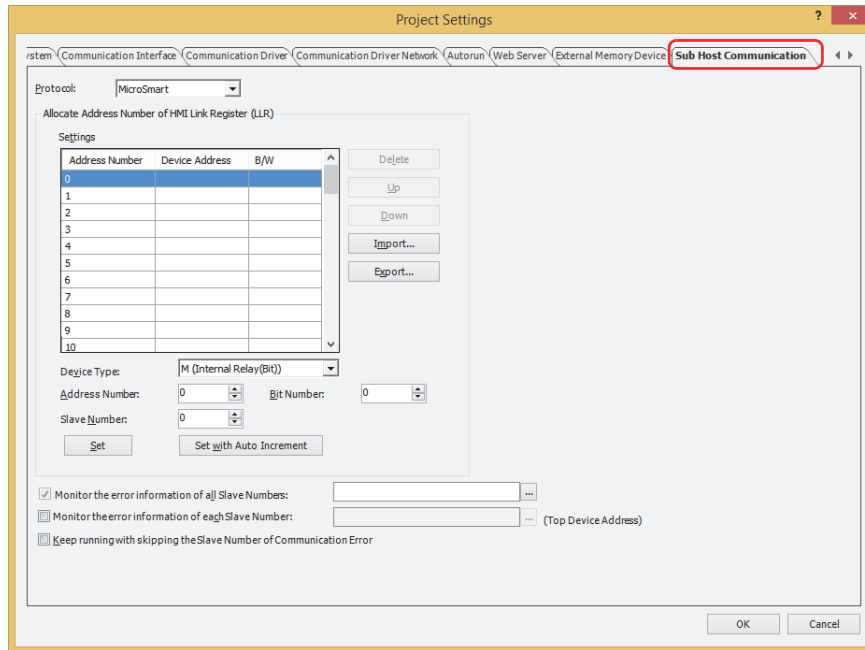 Project Settings
? ×
ystem Communication Interface Communication Driver Communication Driver Network Autorun Web Server External Memory Device Sub Host Communication
Protocol: MicroSmart
Allocate Address Number of HMI Link Register (LLR)
Settings
Address Number Device Address B/W
Delete
0
Up
1
2
Down
3
4
Import...
5
Export...
6
7
8
9
10
Device Type: M (Internal Relay(Bit))
Address Number: 0 Bit Number: 0
Slave Number: 0
Set Set with Auto Increment
Monitor the error information of all Slave Numbers: ...
Monitor the error information of each Slave Number: ... (Top Device Address)
Keep running with skipping the Slave Number of Communication Error
OK Cancel